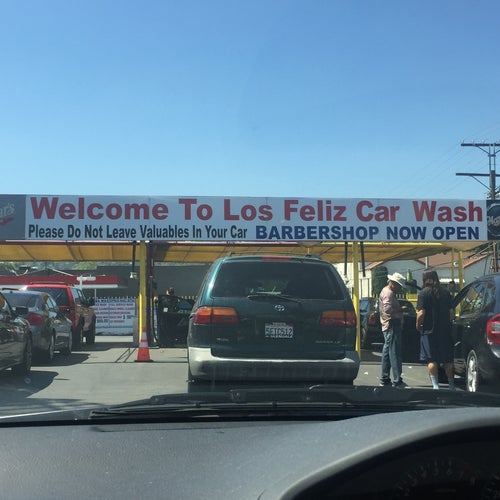 Welcome To Los Feliz Car Wash
Please Do Not Leave Valuables In Your Car BARBERSHOP NOW OPEN